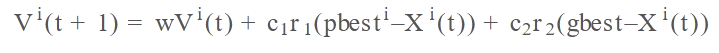 Vⁱ(t + 1) = wVⁱ(t) + c₁r₁(pbestⁱ–Xⁱ(t)) + c₂r₂(gbest–Xⁱ(t))